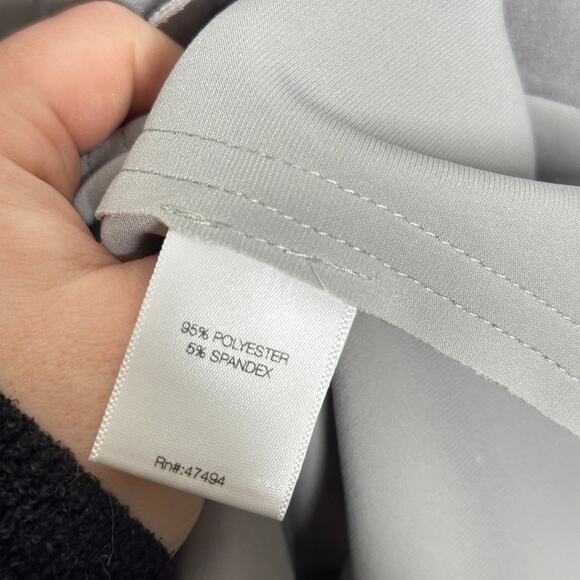 95% POLYESTER
5% SPANDEX
Rn#:47494